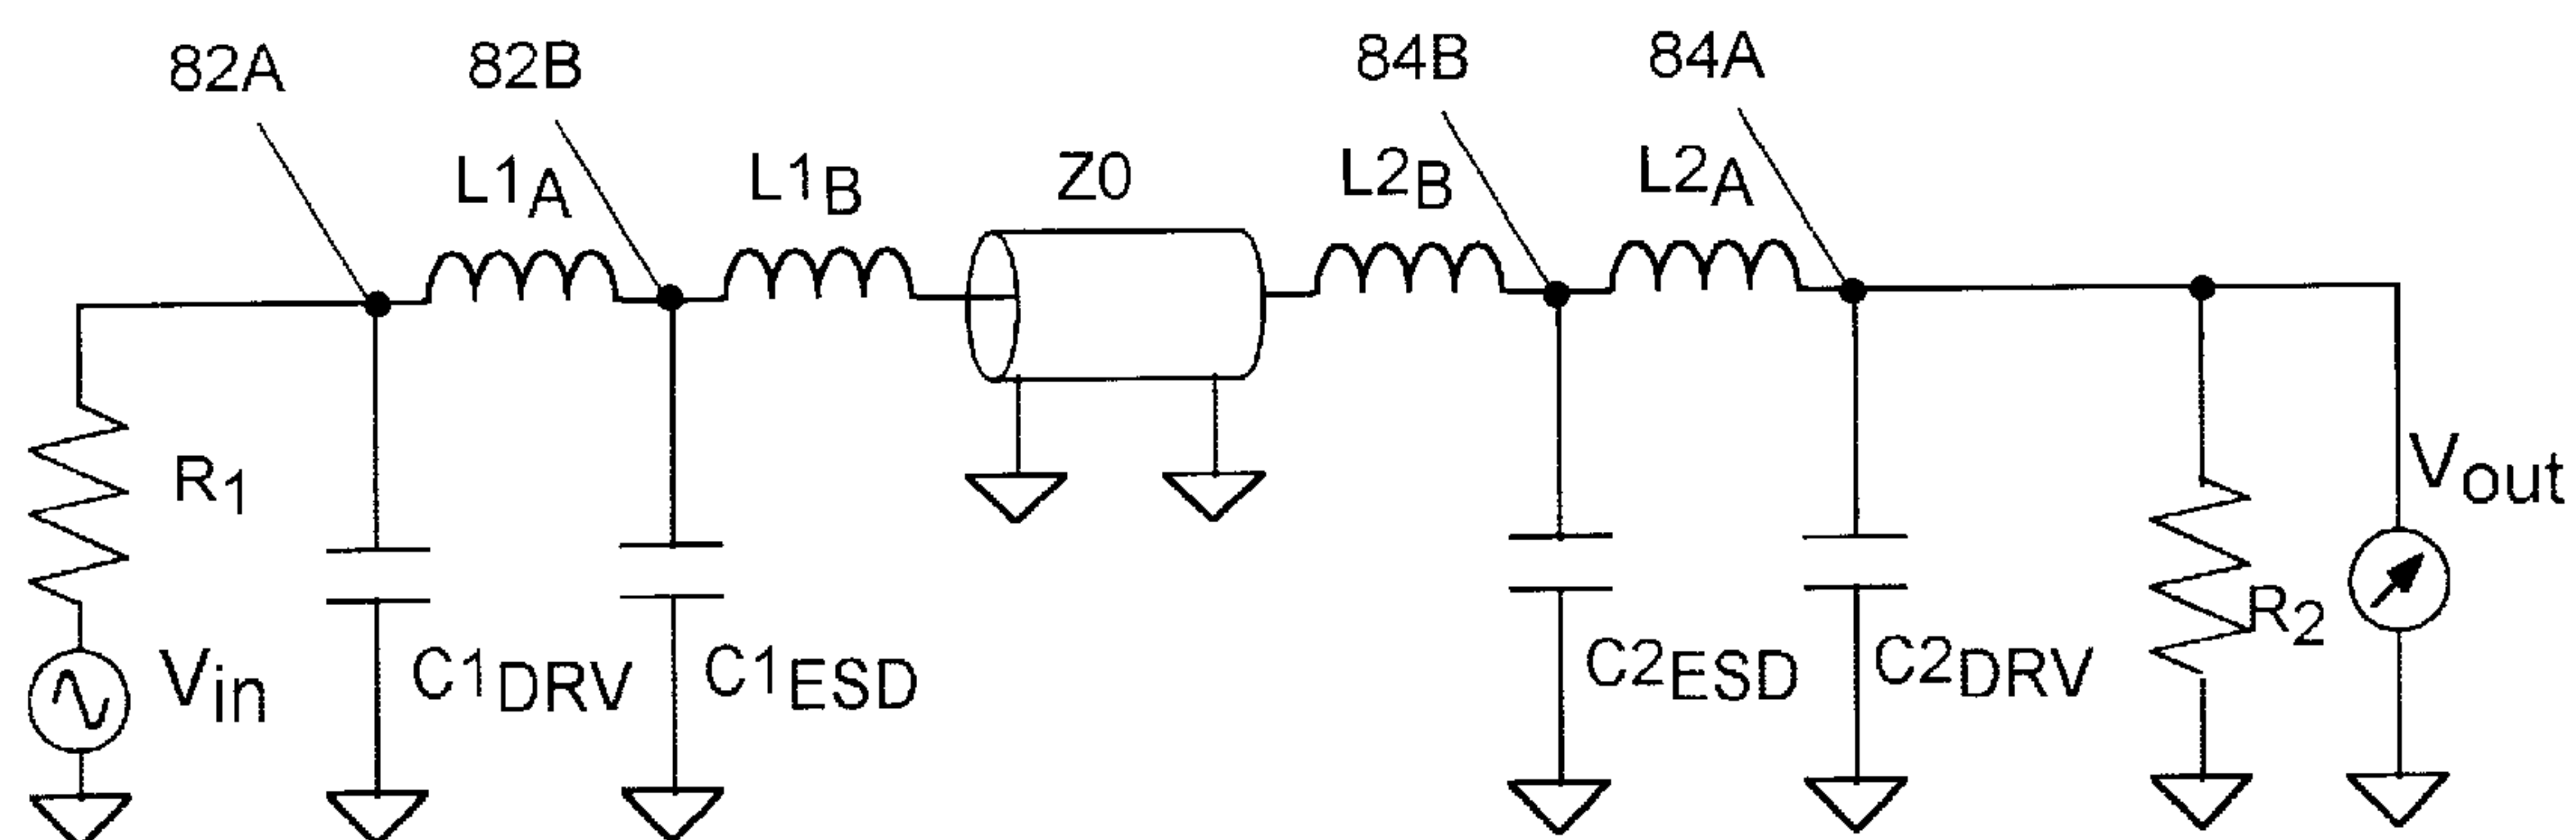 82A 82B 84B 84A
L1A L1B Z0 L2B L2A
R1 Vout
Vin C1DRV C1ESD C2ESD C2DRV R2